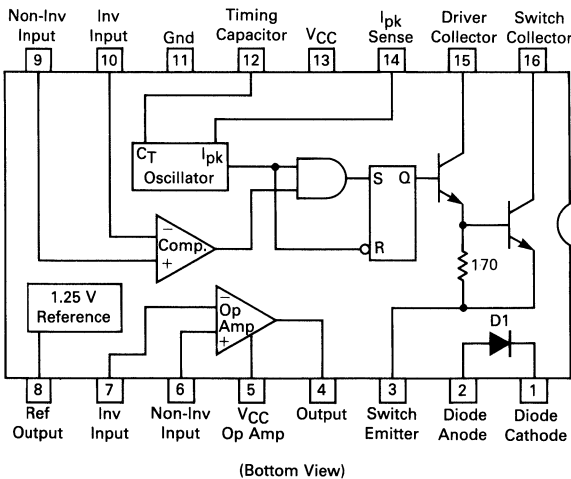 Non-Inv Input
Inv Input
Gnd
Timing Capacitor
VCC
Ipk Sense
Driver Collector
Switch Collector
9
10
11
12
13
14
15
16
CT
Ipk
Oscillator
S
Q
R
−
Comp.
+
170
1.25 V
Reference
−
Op
Amp
+
D1
8
7
6
5
4
3
2
1
Ref Output
Inv Input
Non-Inv Input
VCC Op Amp
Output
Switch Emitter
Diode Anode
Diode Cathode
(Bottom View)